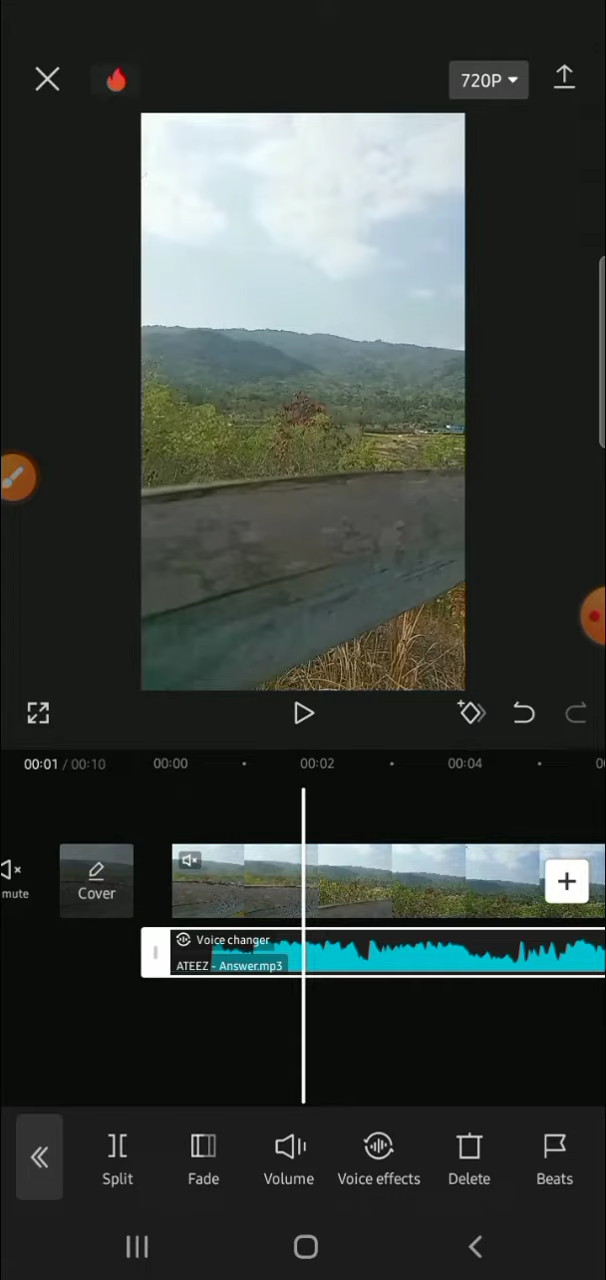 720P
00:01 / 00:10
00:00
00:02
00:04
mute
Cover
Voice changer
ATEEZ - Answer.mp3
Split
Fade
Volume
Voice effects
Delete
Beats